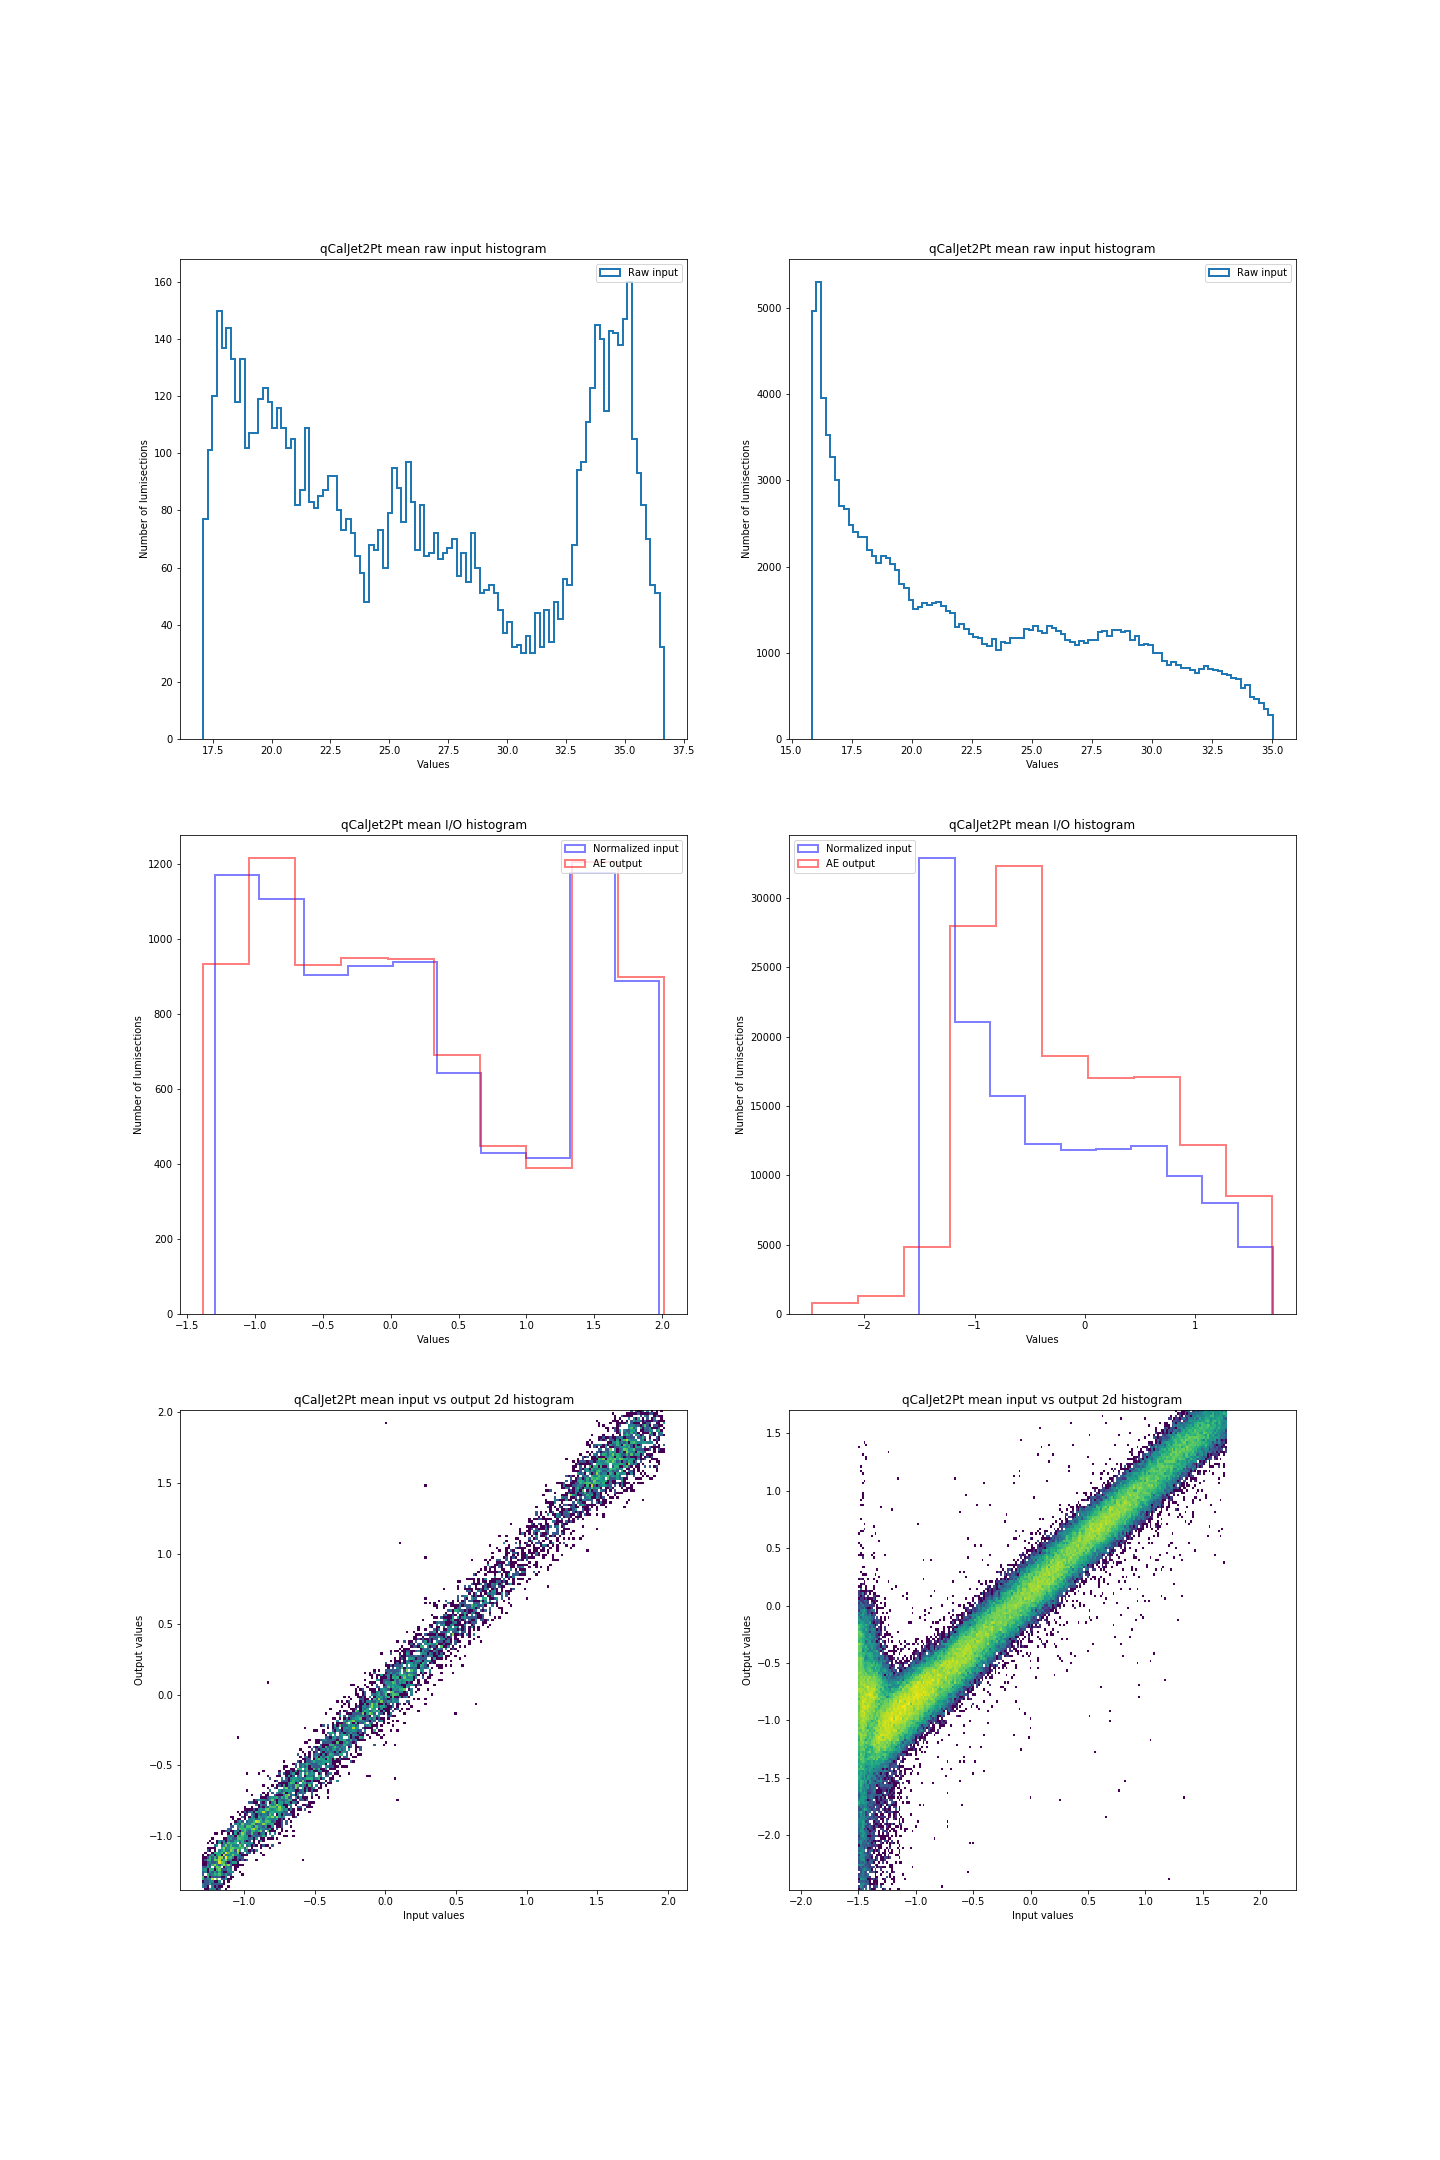 qCalJet2Pt mean raw input histogram
Raw input
160
140
120
100
80
60
40
20
0
Number of lumisections
17.5 20.0 22.5 25.0 27.5 30.0 32.5 35.0 37.5
Values
qCalJet2Pt mean raw input histogram
Raw input
5000
4000
3000
2000
1000
0
Number of lumisections
15.0 17.5 20.0 22.5 25.0 27.5 30.0 32.5 35.0
Values
qCalJet2Pt mean I/O histogram
Normalized input
AE output
1200
1000
800
600
400
200
0
Number of lumisections
−1.5 −1.0 −0.5 0.0 0.5 1.0 1.5 2.0
Values
qCalJet2Pt mean I/O histogram
Normalized input
AE output
30000
25000
20000
15000
10000
5000
0
Number of lumisections
−2 −1 0 1
Values
qCalJet2Pt mean input vs output 2d histogram
2.0
1.5
1.0
0.5
0.0
−0.5
−1.0
Output values
−1.0 −0.5 0.0 0.5 1.0 1.5 2.0
Input values
qCalJet2Pt mean input vs output 2d histogram
1.5
1.0
0.5
0.0
−0.5
−1.0
−1.5
−2.0
Output values
−2.0 −1.5 −1.0 −0.5 0.0 0.5 1.0 1.5 2.0
Input values